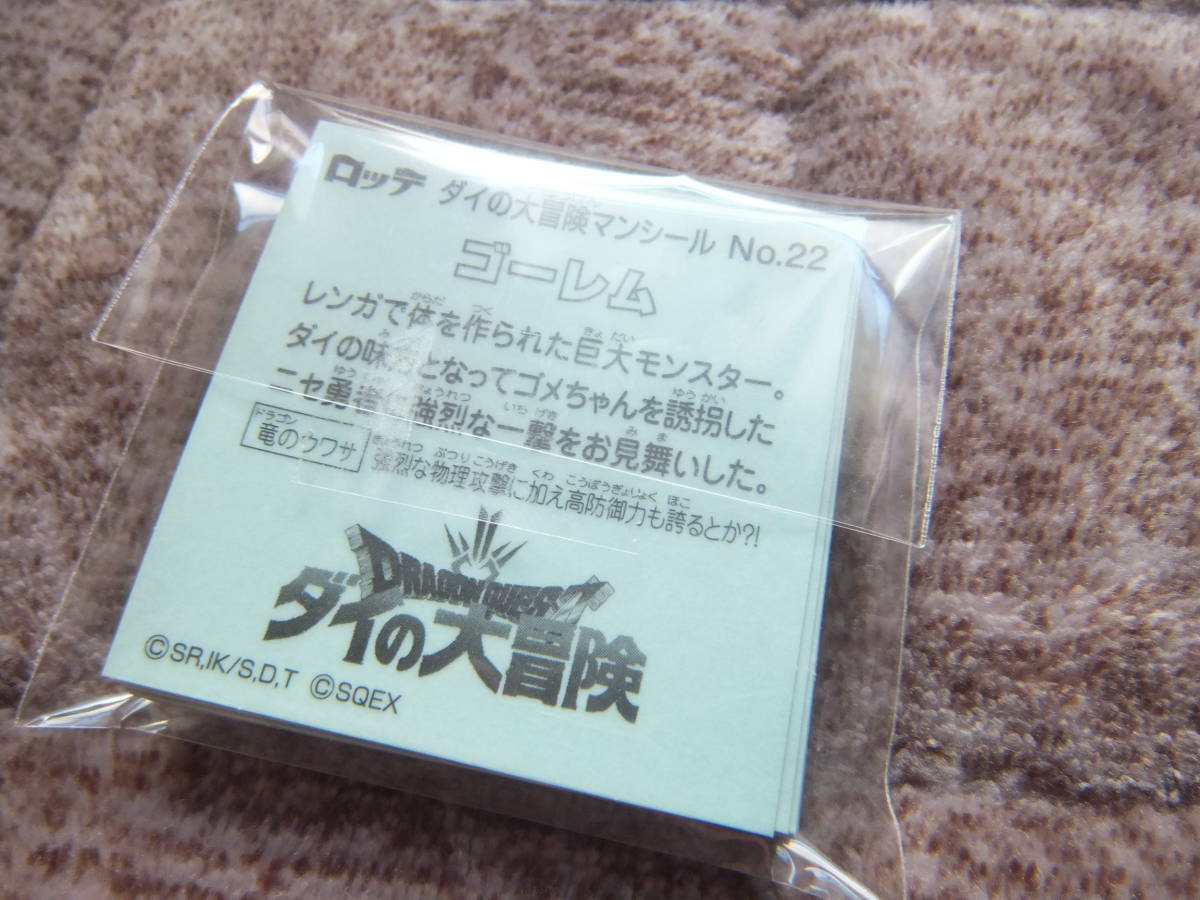 ロッテ ダイの大冒険マンシール No.22
ゴーレム
レンガで体を作られた巨大モンスター。
ダイの味方となってゴメちゃんを誘拐した
ニセ勇者に強烈な一撃をお見舞いした。
竜のウワサ 強烈な物理攻撃に加え高防御力も誇るとか?!
DRAGON QUEST
ダイの大冒険
©SR,IK/S,D,T ©SQEX